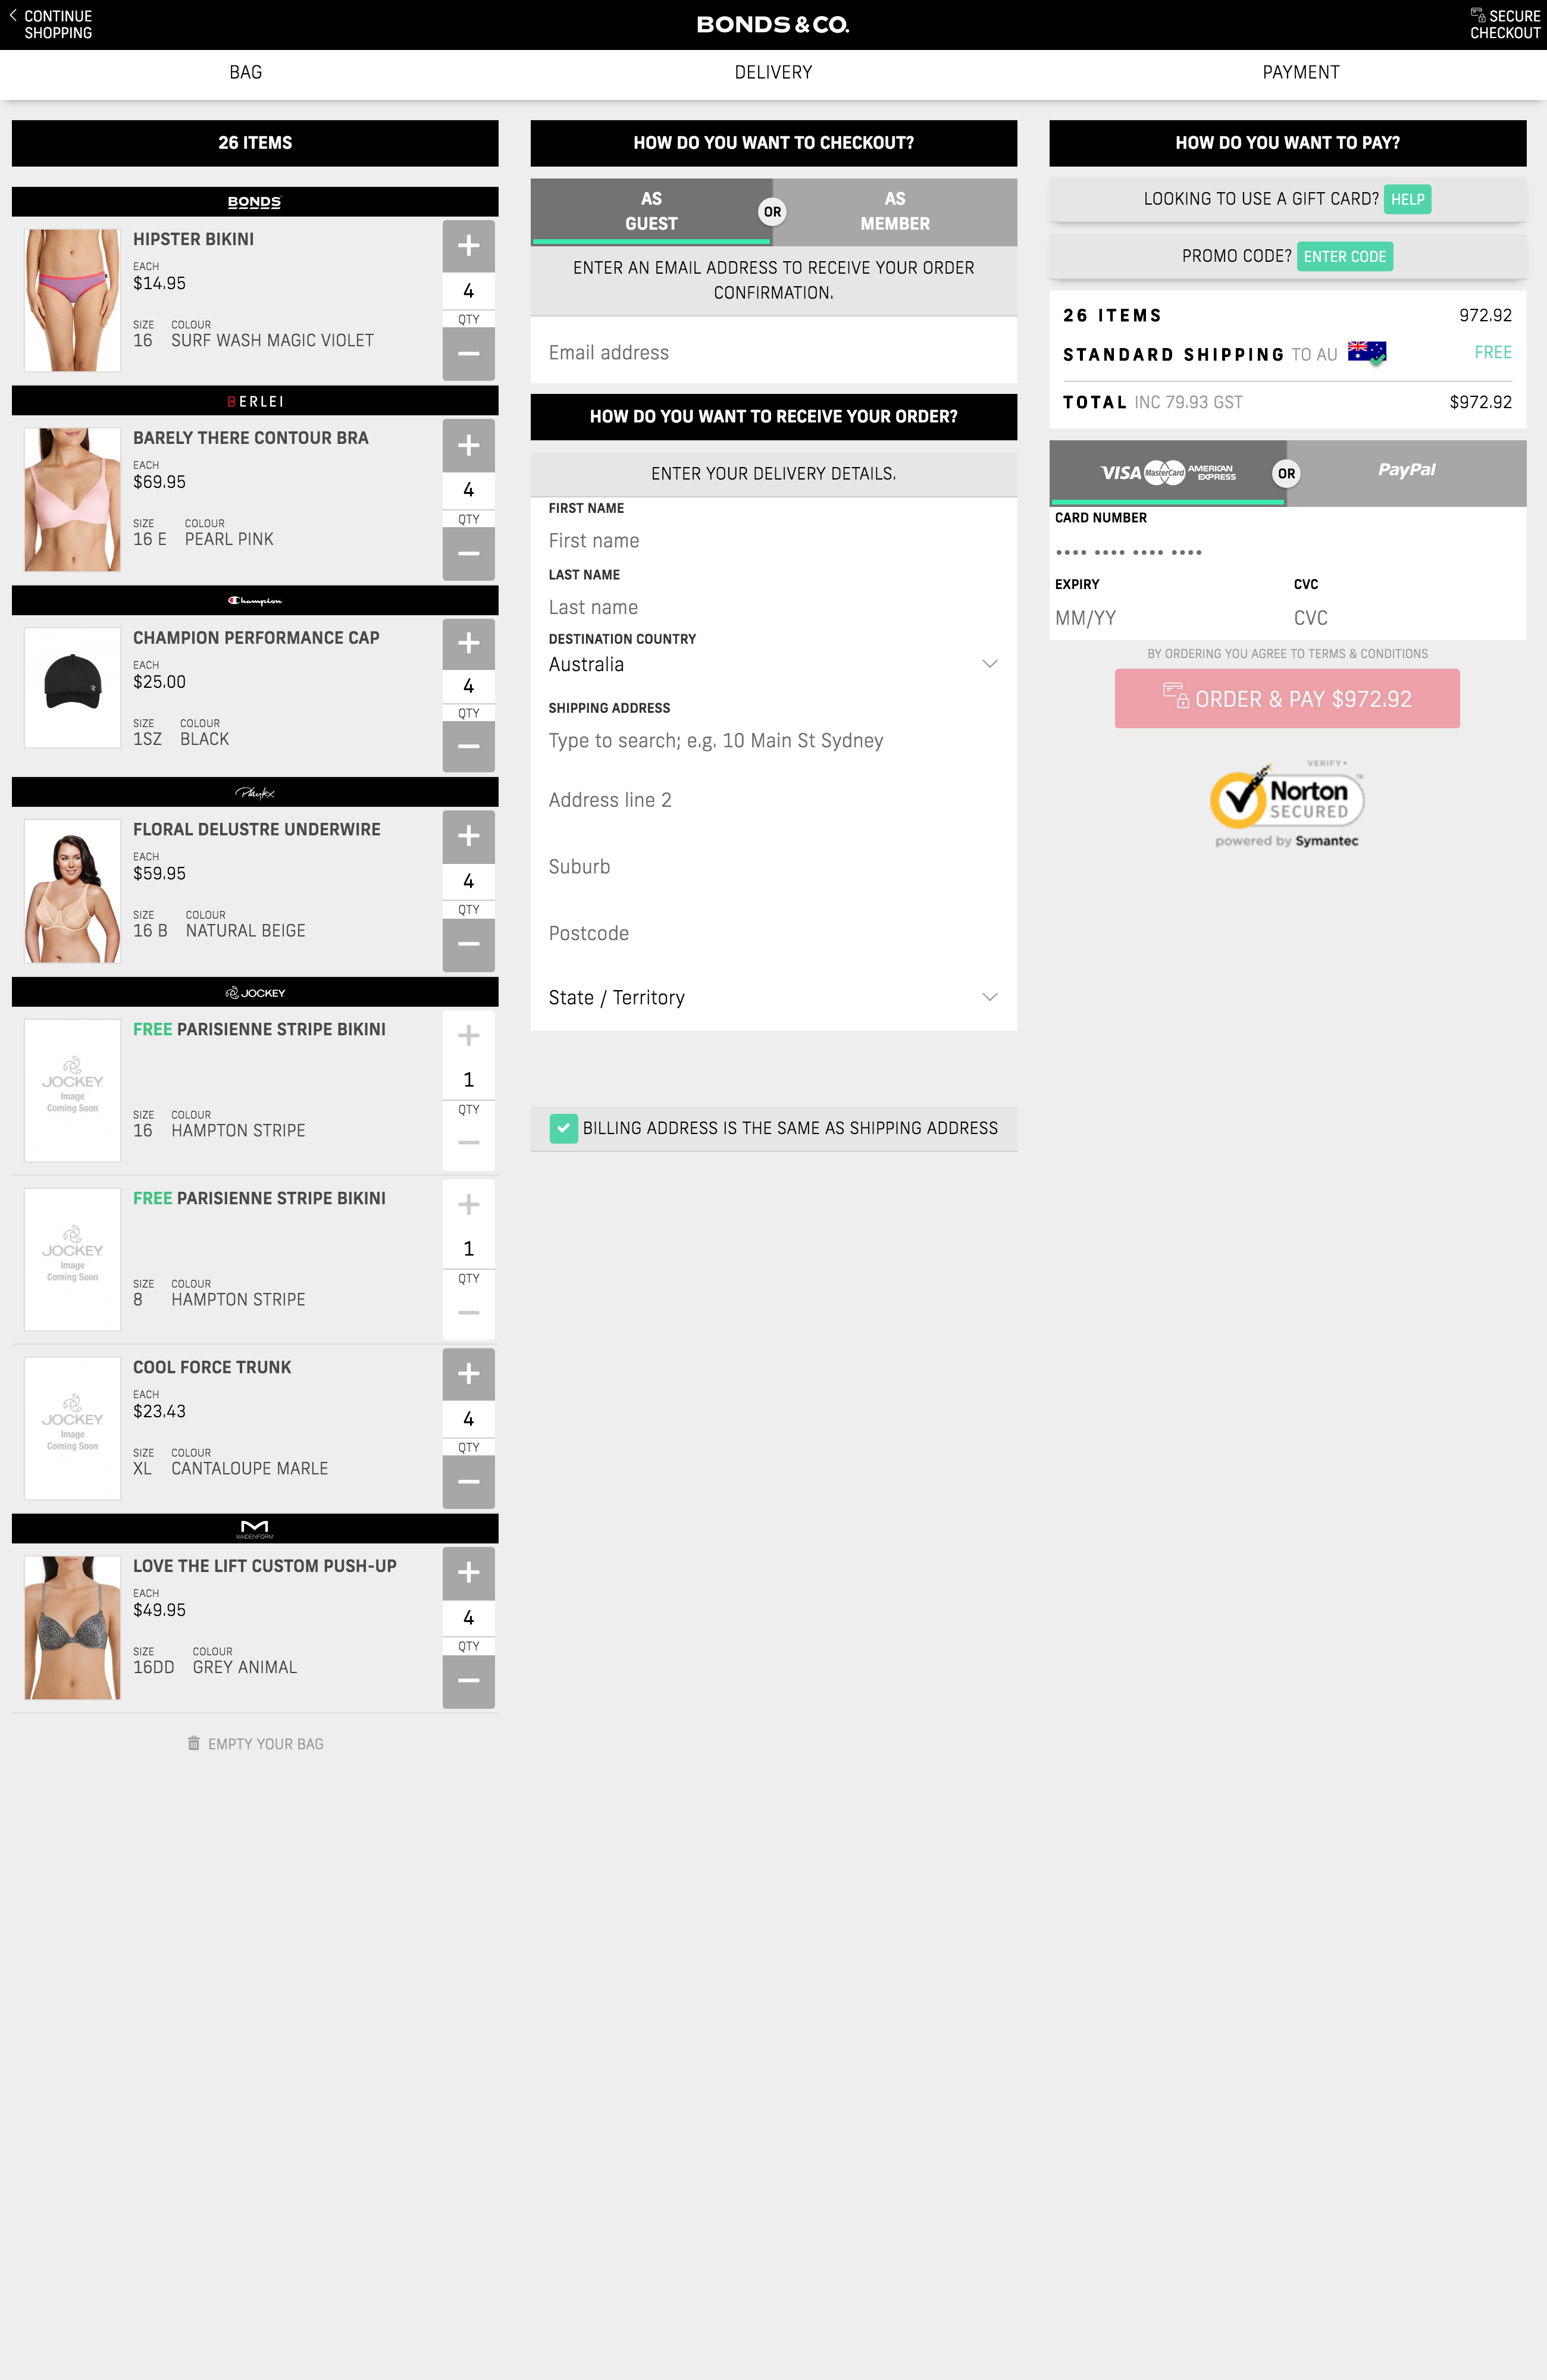 CONTINUE
SHOPPING
BONDS & CO.
SECURE
CHECKOUT
BAG
DELIVERY
PAYMENT
26 ITEMS
BONDS
HIPSTER BIKINI
EACH
$14.95
SIZE
COLOUR
16
SURF WASH MAGIC VIOLET
4
QTY
BERLEI
BARELY THERE CONTOUR BRA
EACH
$69.95
SIZE
COLOUR
16 E
PEARL PINK
4
QTY
Champion
CHAMPION PERFORMANCE CAP
EACH
$25.00
SIZE
COLOUR
1SZ
BLACK
4
QTY
Playtex
FLORAL DELUSTRE UNDERWIRE
EACH
$59.95
SIZE
COLOUR
16 B
NATURAL BEIGE
4
QTY
JOCKEY
JOCKEY
Image
Coming Soon
FREE PARISIENNE STRIPE BIKINI
SIZE
COLOUR
16
HAMPTON STRIPE
1
QTY
JOCKEY
Image
Coming Soon
FREE PARISIENNE STRIPE BIKINI
SIZE
COLOUR
8
HAMPTON STRIPE
1
QTY
JOCKEY
Image
Coming Soon
COOL FORCE TRUNK
EACH
$23.43
SIZE
COLOUR
XL
CANTALOUPE MARLE
4
QTY
MAIDENFORM
LOVE THE LIFT CUSTOM PUSH-UP
EACH
$49.95
SIZE
COLOUR
16DD
GREY ANIMAL
4
QTY
EMPTY YOUR BAG
HOW DO YOU WANT TO CHECKOUT?
AS
GUEST
OR
AS
MEMBER
ENTER AN EMAIL ADDRESS TO RECEIVE YOUR ORDER
CONFIRMATION.
Email address
HOW DO YOU WANT TO RECEIVE YOUR ORDER?
ENTER YOUR DELIVERY DETAILS.
FIRST NAME
First name
LAST NAME
Last name
DESTINATION COUNTRY
Australia
SHIPPING ADDRESS
Type to search; e.g. 10 Main St Sydney
Address line 2
Suburb
Postcode
State / Territory
BILLING ADDRESS IS THE SAME AS SHIPPING ADDRESS
HOW DO YOU WANT TO PAY?
LOOKING TO USE A GIFT CARD? HELP
PROMO CODE? ENTER CODE
26 ITEMS 972.92
STANDARD SHIPPING TO AU FREE
TOTAL INC 79.93 GST $972.92
VISA MasterCard AMERICAN EXPRESS
OR
PayPal
CARD NUMBER
•••• •••• •••• ••••
EXPIRY
CVC
MM/YY
CVC
BY ORDERING YOU AGREE TO TERMS & CONDITIONS
ORDER & PAY $972.92
VERIFY
Norton
SECURED
TM
powered by Symantec